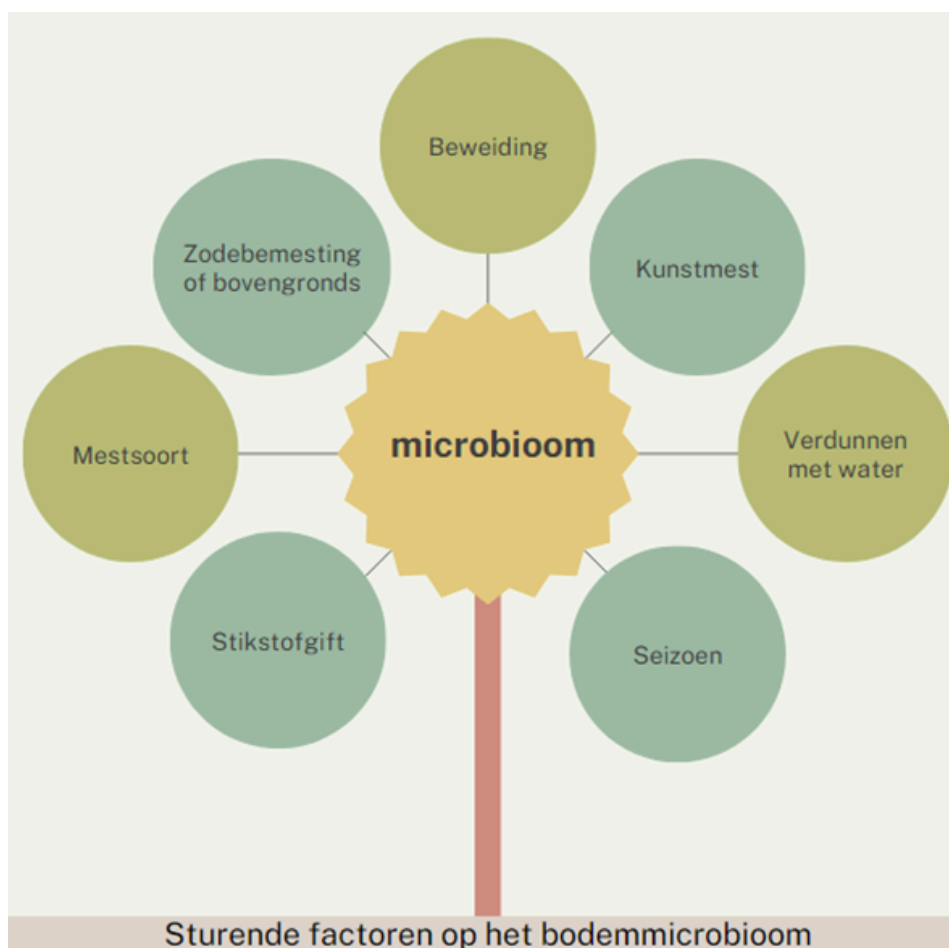 Beweiding
Zodebemesting
of bovengronds
Kunstmest
microbioom
Mestsoort
Verdunnen
met water
Stikstofgift
Seizoen
Sturende factoren op het bodemmicrobioom